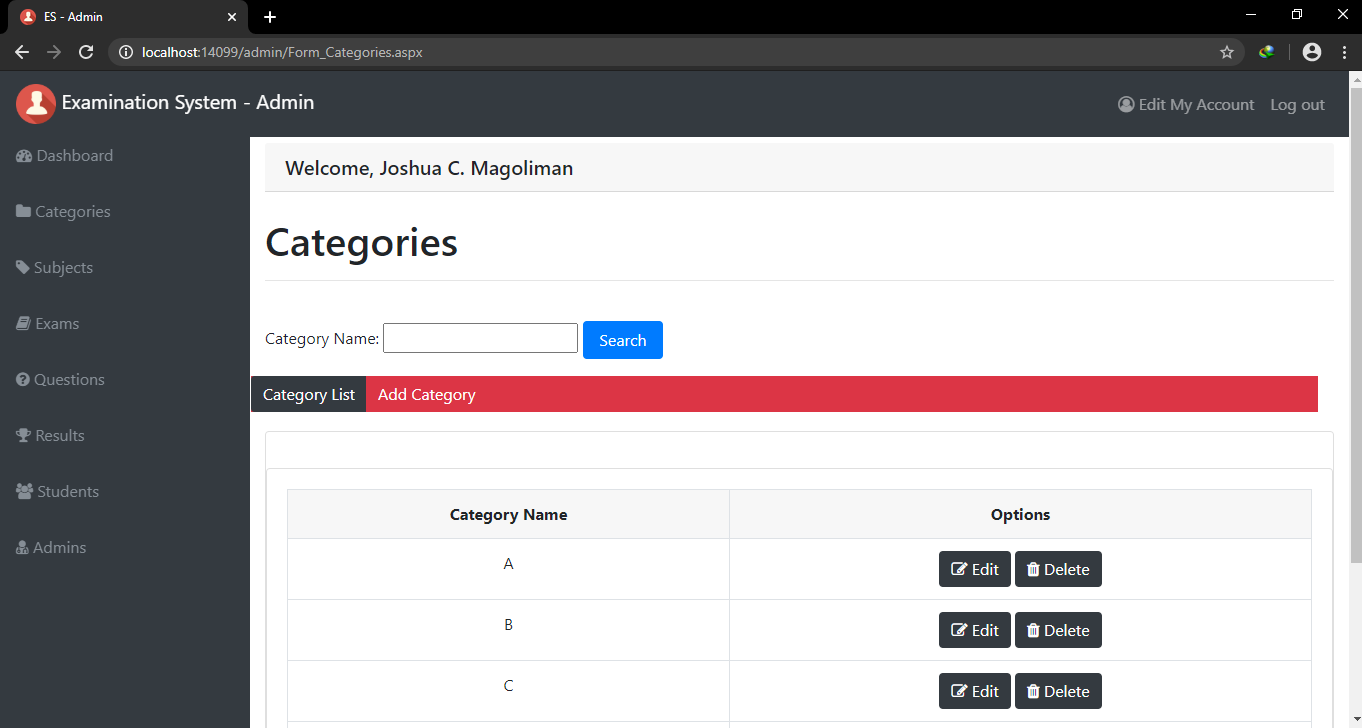 ES - Admin
localhost:14099/admin/Form_Categories.aspx
Examination System - Admin
Edit My Account Log out
Dashboard
Categories
Subjects
Exams
Questions
Results
Students
Admins
Welcome, Joshua C. Magoliman
Categories
Category Name: Search
Category List Add Category
Category Name Options
A Edit Delete
B Edit Delete
C Edit Delete